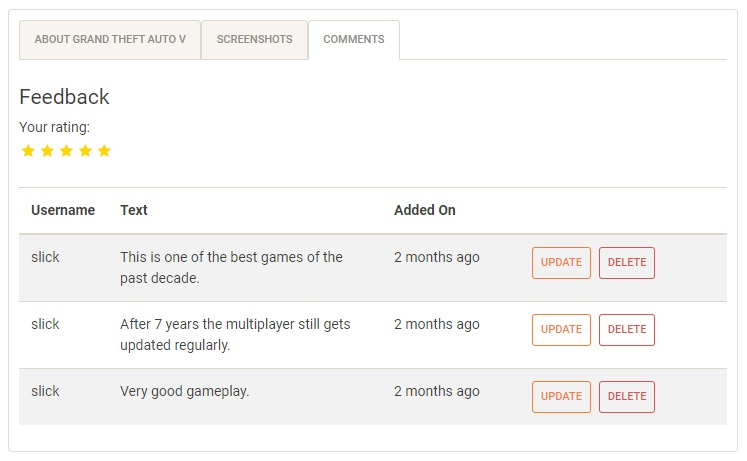 ABOUT GRAND THEFT AUTO V SCREENSHOTS COMMENTS
Feedback
Your rating:
Username Text Added On
slick This is one of the best games of the 2 months ago UPDATE DELETE
past decade.
slick After 7 years the multiplayer still gets 2 months ago UPDATE DELETE
updated regularly.
slick Very good gameplay. 2 months ago UPDATE DELETE